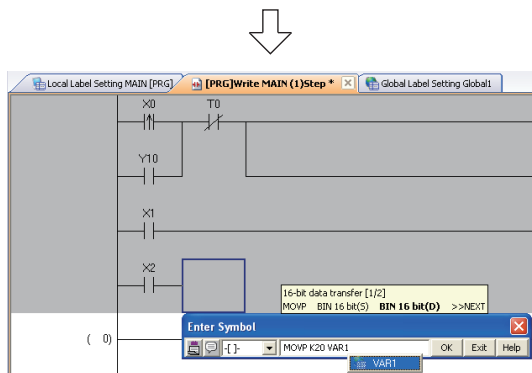 Local Label Setting MAIN [PRG]
[PRG]Write MAIN (1)Step *
Global Label Setting Global1
X0 T0
Y10
X1
X2
16-bit data transfer [1/2]
MOVP BIN 16 bit(S) BIN 16 bit(D) >>NEXT
Enter Symbol
( 0)
-[ ]- MOVP K20 VAR1 OK Exit Help
VAR1